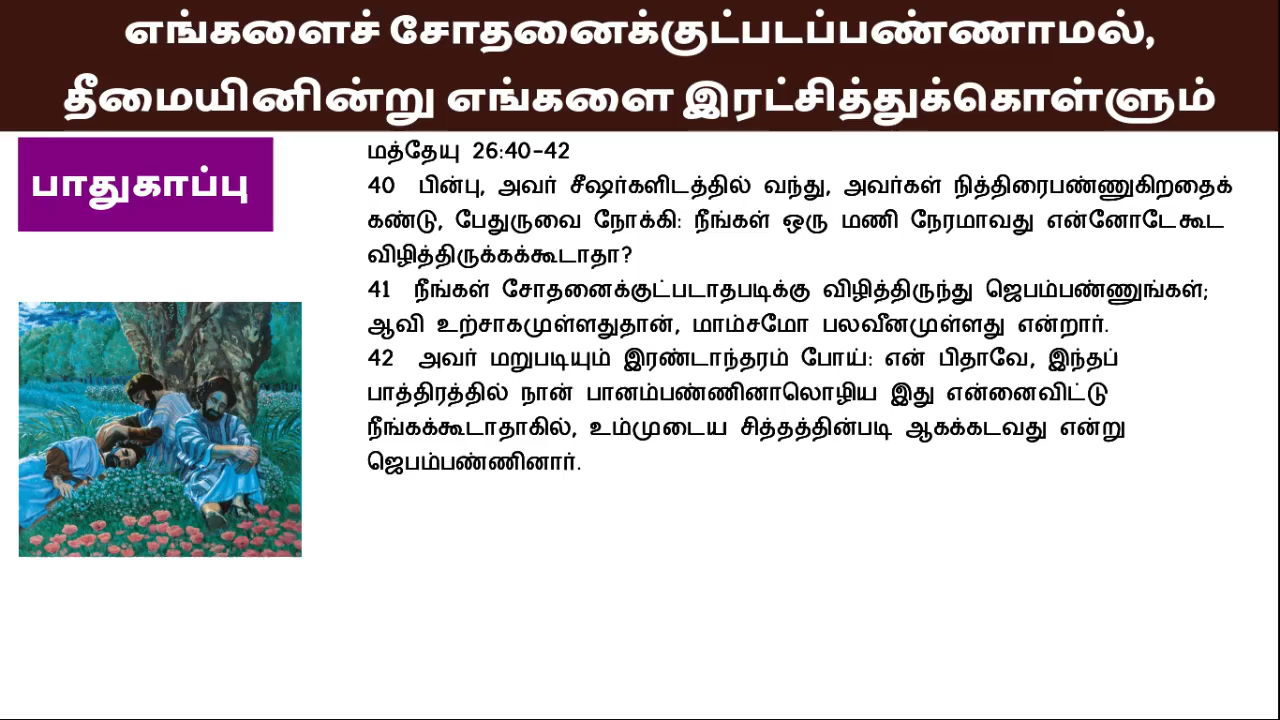 எங்களைச் சோதனைக்குட்படப்பண்ணாமல்,
தீமையினின்று எங்களை இரட்சித்துக்கொள்ளும்
பாதுகாப்பு
மத்தேயு 26:40-42
40 பின்பு, அவர் சீஷர்களிடத்தில் வந்து, அவர்கள் நித்திரைபண்ணுகிறதைக்
கண்டு, பேதுருவை நோக்கி: நீங்கள் ஒரு மணி நேரமாவது என்னோடேகூட
விழித்திருக்கக்கூடாதா?
41 நீங்கள் சோதனைக்குட்படாதபடிக்கு விழித்திருந்து ஜெபம்பண்ணுங்கள்;
ஆவி உற்சாகமுள்ளதுதான், மாம்சமோ பலவீனமுள்ளது என்றார்.
42 அவர் மறுபடியும் இரண்டாந்தரம் போய்: என் பிதாவே, இந்தப்
பாத்திரத்தில் நான் பானம்பண்ணினாலொழிய இது என்னைவிட்டு
நீங்கக்கூடாதாகில், உம்முடைய சித்தத்தின்படி ஆகக்கடவது என்று
ஜெபம்பண்ணினார்.